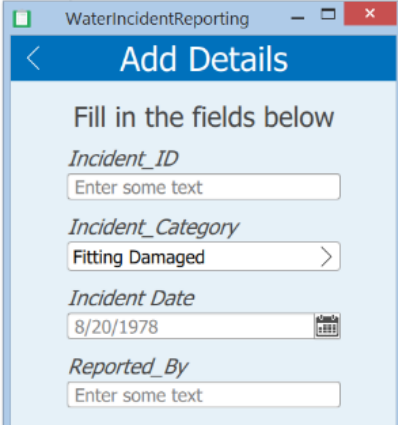 WaterIncidentReporting
Add Details
Fill in the fields below
Incident_ID
Enter some text
Incident_Category
Fitting Damaged
Incident Date
8/20/1978
Reported_By
Enter some text